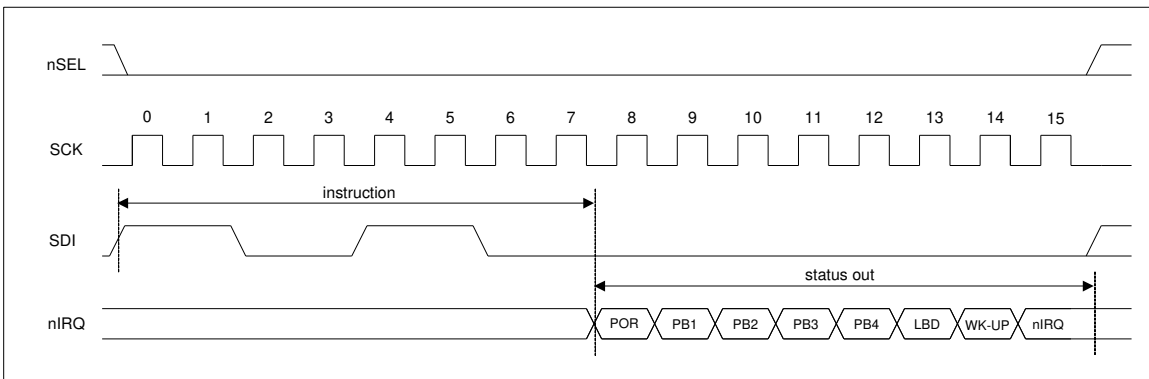 nSEL
0 1 2 3 4 5 6 7 8 9 10 11 12 13 14 15
SCK
instruction
SDI
status out
nIRQ POR PB1 PB2 PB3 PB4 LBD WK-UP nIRQ